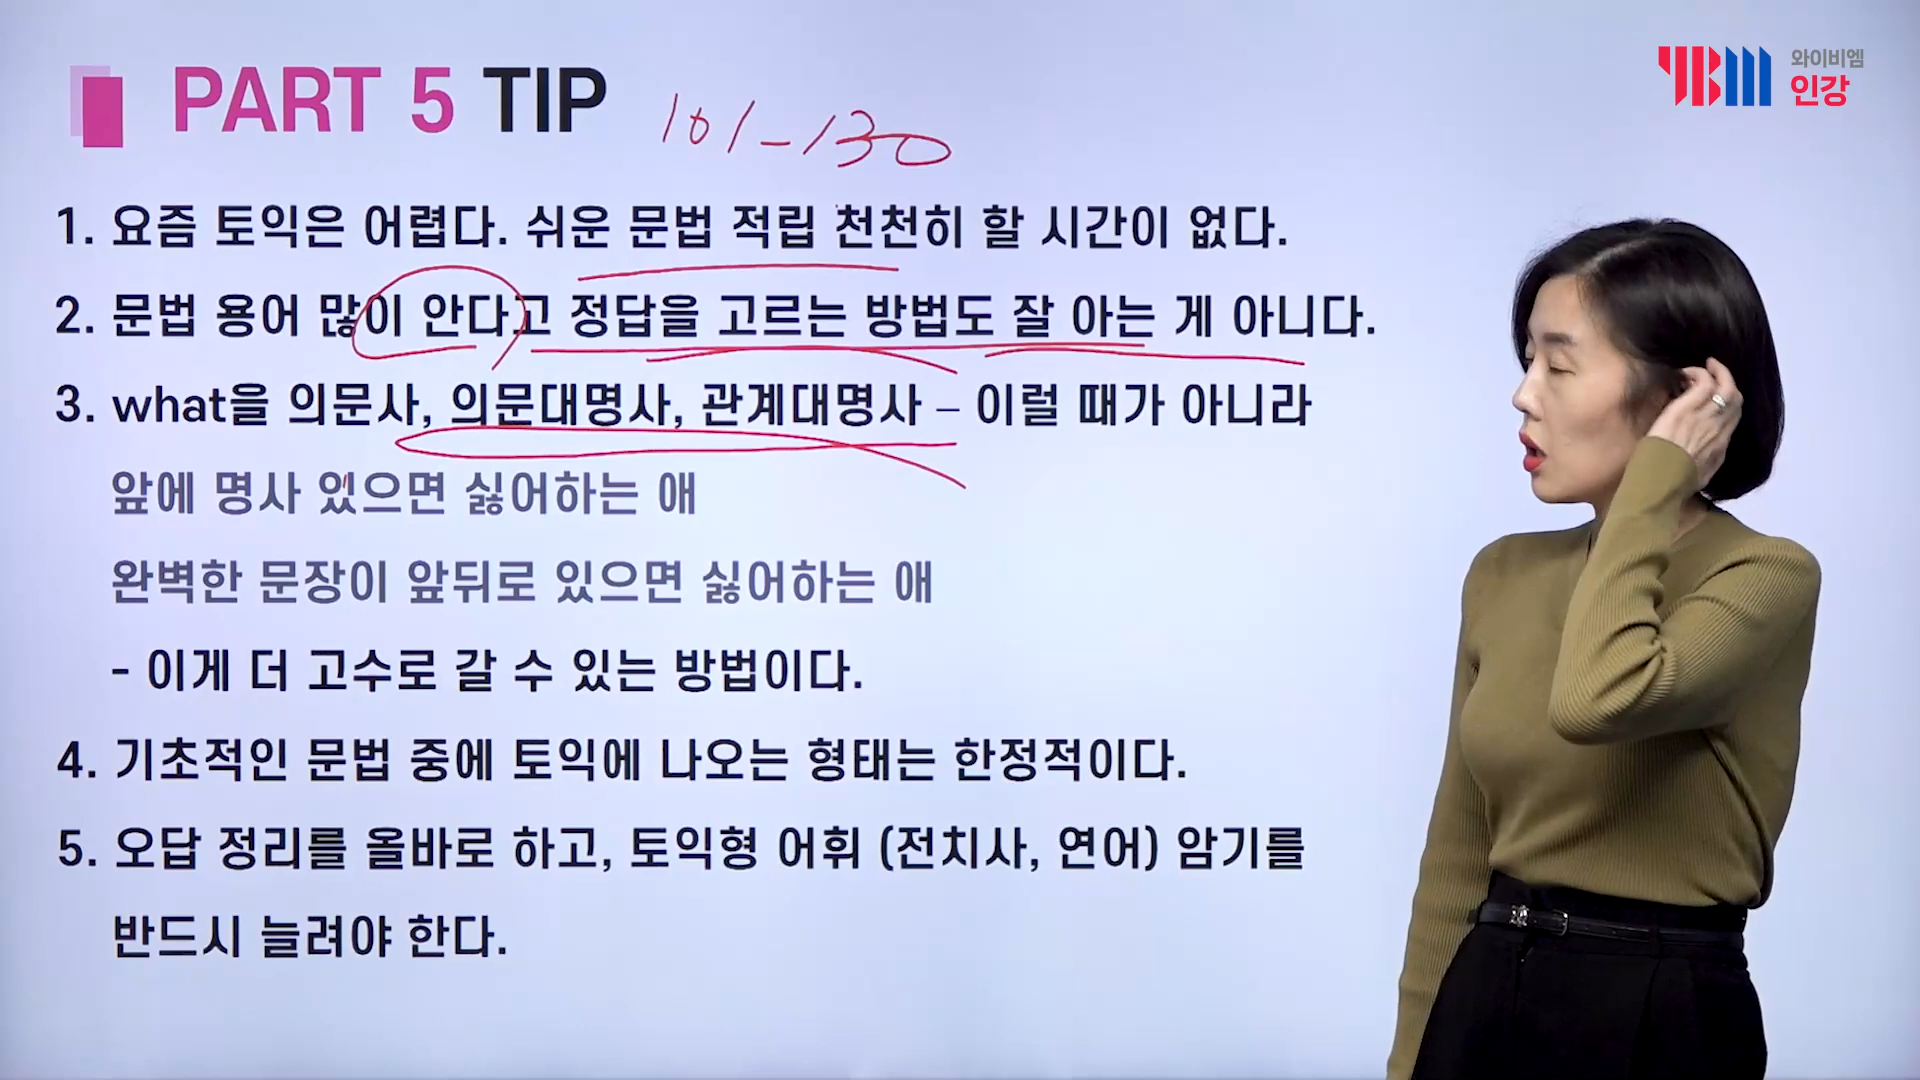 PART 5 TIP
101-130
YBM 와이비엠
인강
1. 요즘 토익은 어렵다. 쉬운 문법 적립 천천히 할 시간이 없다.
2. 문법 용어 많이 안다고 정답을 고르는 방법도 잘 아는 게 아니다.
3. what을 의문사, 의문대명사, 관계대명사 – 이럴 때가 아니라
앞에 명사 있으면 싫어하는 애
완벽한 문장이 앞뒤로 있으면 싫어하는 애
- 이게 더 고수로 갈 수 있는 방법이다.
4. 기초적인 문법 중에 토익에 나오는 형태는 한정적이다.
5. 오답 정리를 올바로 하고, 토익형 어휘 (전치사, 연어) 암기를
반드시 늘려야 한다.